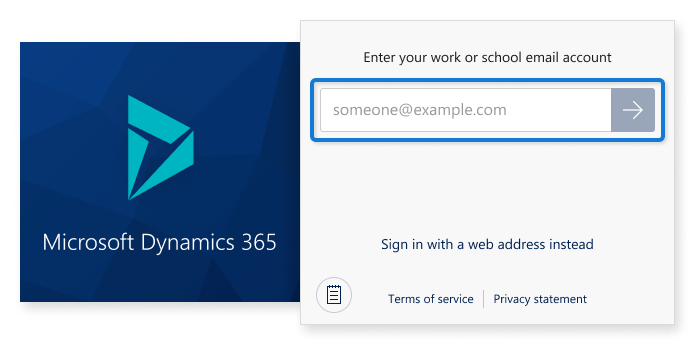 Enter your work or school email account
someone@example.com
Microsoft Dynamics 365
Sign in with a web address instead
Terms of service
Privacy statement